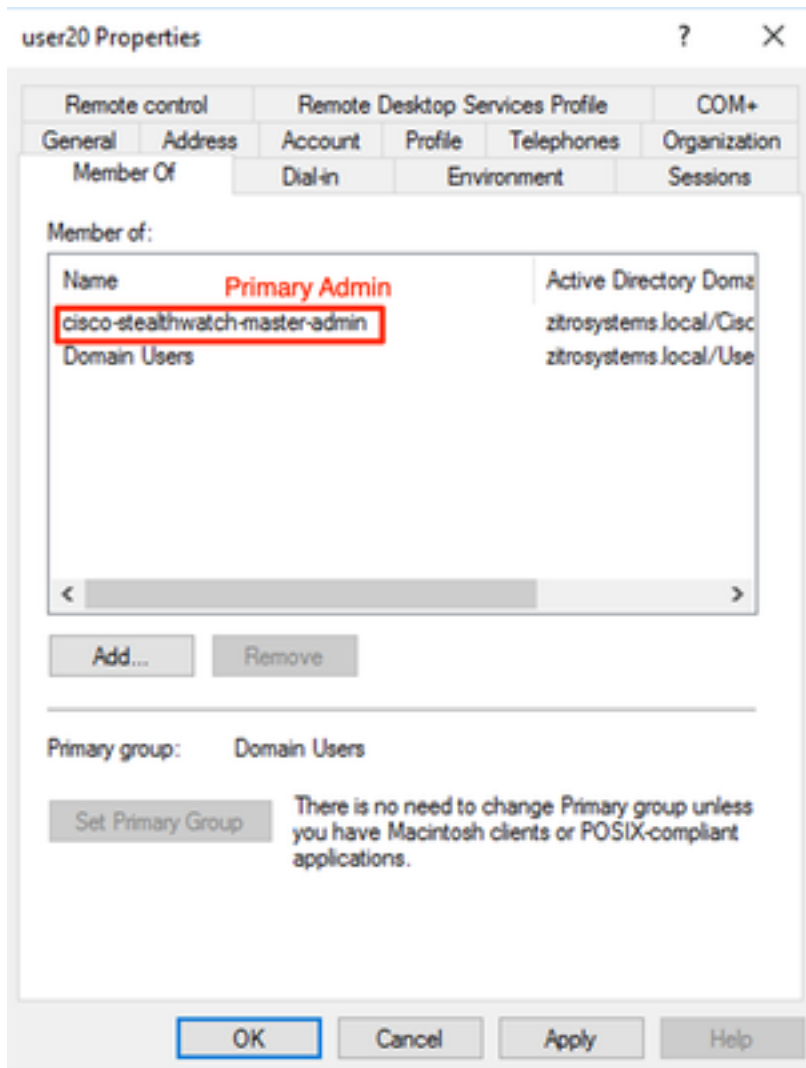 user20 Properties ? ×
Remote control Remote Desktop Services Profile COM+
General Address Account Profile Telephones Organization
Member Of Dial-in Environment Sessions
Member of:
Name Primary Admin Active Directory Doma
cisco-stealthwatch-master-admin zitrosystems.local/Cisc
Domain Users zitrosystems.local/Use
Add... Remove
Primary group: Domain Users
Set Primary Group
There is no need to change Primary group unless
you have Macintosh clients or POSIX-compliant
applications.
OK Cancel Apply Help